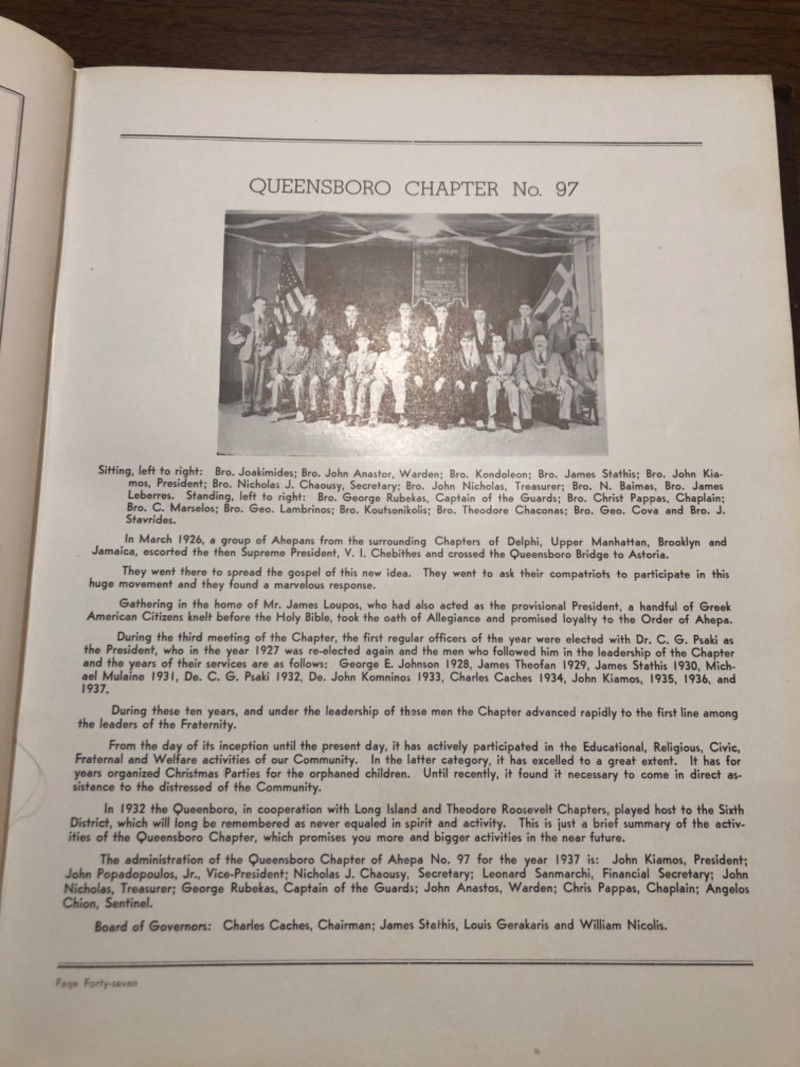 QUEENSBORO CHAPTER No. 97
Sitting, left to right: Bro. Joakimides; Bro. John Anastor, Warden; Bro. Kondoleon; Bro. James Stathis; Bro. John Kia-
mos, President; Bro. Nicholas J. Chaousy, Secretary; Bro. John Nicholas, Treasurer; Bro. N. Baimas, Bro. James
Leberres. Standing, left to right: Bro. George Rubekas, Captain of the Guards; Bro. Christ Pappas, Chaplain;
Bro. C. Marselos; Bro. Geo. Lambrinos; Bro. Koutsonikolis; Bro. Theodore Chaconas; Bro. Geo. Cova and Bro. J.
Stavrides.
In March 1926, a group of Ahepans from the surrounding Chapters of Delphi, Upper Manhattan, Brooklyn and
Jamaica, escorted the then Supreme President, V. I. Chebithes and crossed the Queensboro Bridge to Astoria.
They went there to spread the gospel of this new idea. They went to ask their compatriots to participate in this
huge movement and they found a marvelous response.
Gathering in the home of Mr. James Loupos, who had also acted as the provisional President, a handful of Greek
American Citizens knelt before the Holy Bible, took the oath of Allegiance and promised loyalty to the Order of Ahepa.
During the third meeting of the Chapter, the first regular officers of the year were elected with Dr. C. G. Psaki as
the President, who in the year 1927 was re-elected again and the men who followed him in the leadership of the Chapter
and the years of their services are as follows: George E. Johnson 1928, James Theofan 1929, James Stathis 1930, Mich-
ael Mulaine 1931, De. C. G. Psaki 1932, De. John Komninos 1933, Charles Caches 1934, John Kiamos, 1935, 1936, and
1937.
During these ten years, and under the leadership of these men the Chapter advanced rapidly to the first line among
the leaders of the Fraternity.
From the day of its inception until the present day, it has actively participated in the Educational, Religious, Civic,
Fraternal and Welfare activities of our Community. In the latter category, it has excelled to a great extent. It has for
years organized Christmas Parties for the orphaned children. Until recently, it found it necessary to come in direct as-
sistance to the distressed of the Community.
In 1932 the Queenboro, in cooperation with Long Island and Theodore Roosevelt Chapters, played host to the Sixth
District, which will long be remembered as never equaled in spirit and activity. This is just a brief summary of the activ-
ities of the Queensboro Chapter, which promises you more and bigger activities in the near future.
The administration of the Queensboro Chapter of Ahepa No. 97 for the year 1937 is: John Kiamos, President;
John Popadopoulos, Jr., Vice-President; Nicholas J. Chaousy, Secretary; Leonard Sanmarchi, Financial Secretary; John
Nicholas, Treasurer; George Rubekas, Captain of the Guards; John Anastos, Warden; Chris Pappas, Chaplain; Angelos
Chion, Sentinel.
Board of Governors: Charles Caches, Chairman; James Stathis, Louis Gerakaris and William Nicolis.
Page Forty-seven